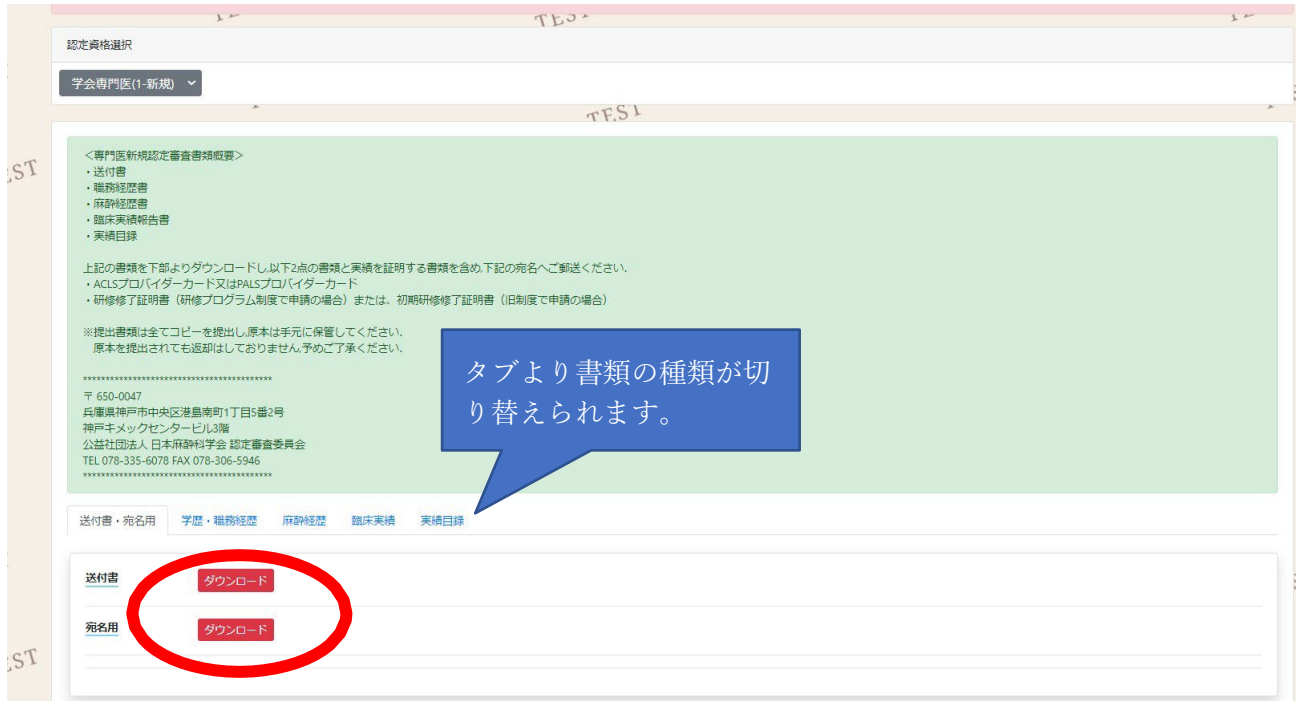 TEST
認定資格選択
学会専門医(1-新規)
TEST
<専門医新規認定審査書類概要>
・送付書
・職務経歴書
・麻酔経歴書
・臨床実績報告書
・実績目録
上記の書類を下部よりダウンロードし,以下2点の書類と実績を証明する書類を含め,下記の宛名へご郵送ください.
・ACLSプロバイダーカード又はPALSプロバイダーカード
・研修修了証明書（研修プログラム制度で申請の場合）または、初期研修修了証明書（旧制度で申請の場合）
※提出書類は全てコピーを提出し,原本は手元に保管してください.
原本を提出されても返却はしておりません,予めご了承ください.
タブより書類の種類が切
り替えられます。
*****************************************
〒 650-0047
兵庫県神戸市中央区港島南町1丁目5番2号
神戸キメックセンタービル3階
公益社団法人 日本麻酔科学会 認定審査委員会
TEL 078-335-6078 FAX 078-306-5946
*****************************************
送付書・宛名用 学歴・職務経歴 麻酔経歴 臨床実績 実績目録
送付書 ダウンロード
宛名用 ダウンロード